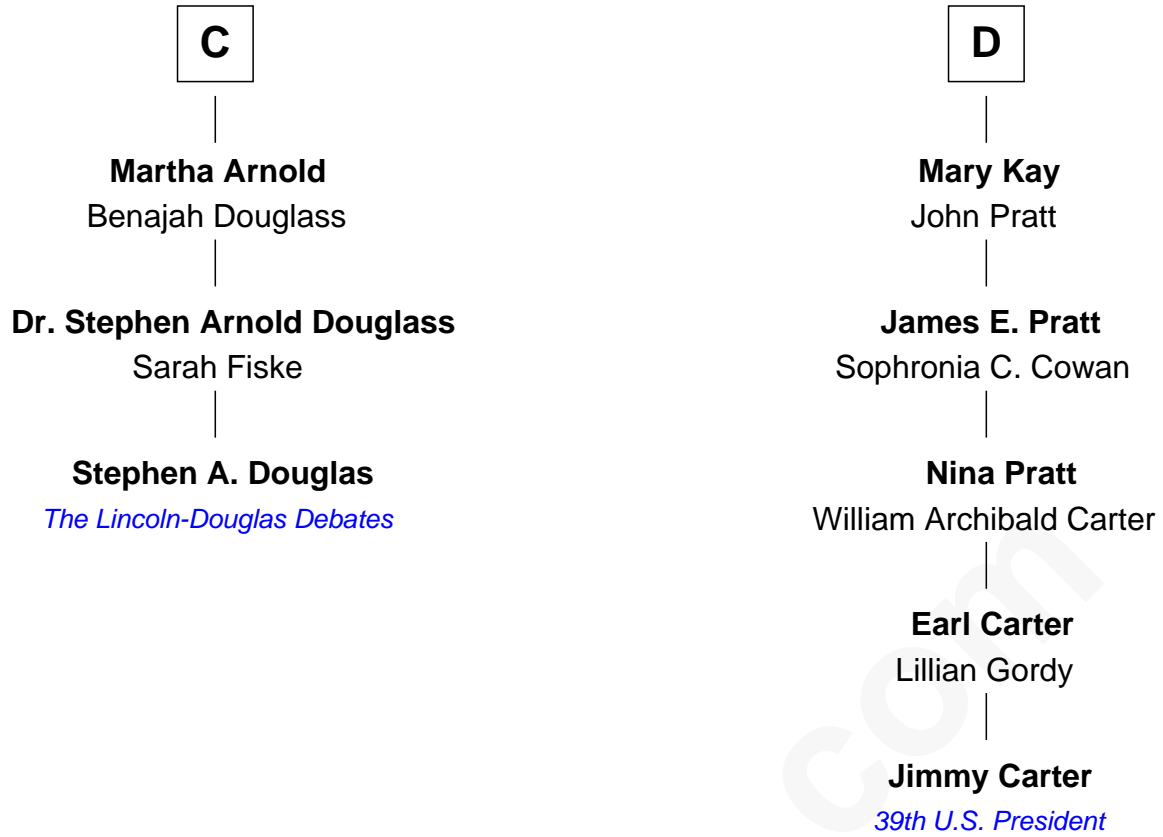 C
Martha Arnold
Benajah Douglass
Dr. Stephen Arnold Douglass
Sarah Fiske
Stephen A. Douglas
The Lincoln-Douglas Debates
D
Mary Kay
John Pratt
James E. Pratt
Sophronia C. Cowan
Nina Pratt
William Archibald Carter
Earl Carter
Lillian Gordy
Jimmy Carter
39th U.S. President
com